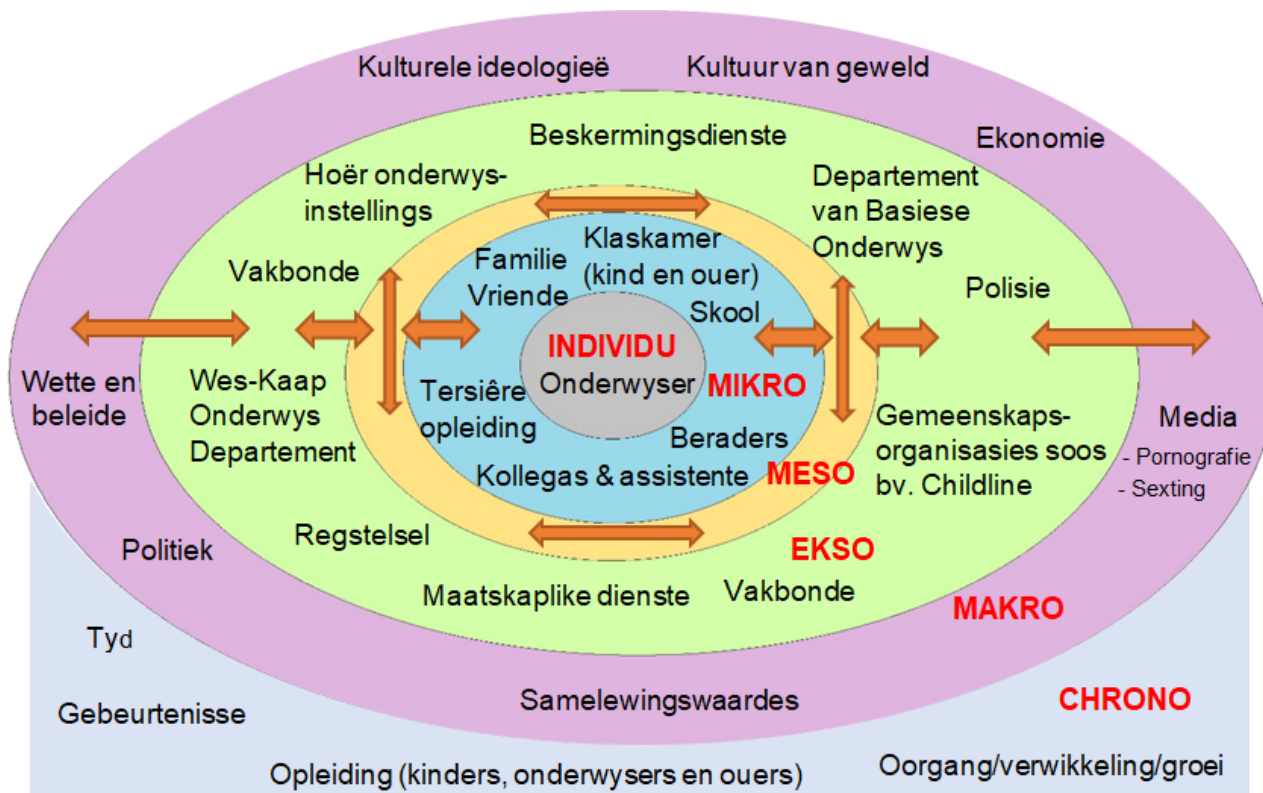 Kulturele ideologieë
Kultuur van geweld
Ekonomie
Beskermingsdienste
Hoër onderwys-
instellings
Departement
van Basiese
Onderwys
Vakbonde
Polisie
Klaskamer
(kind en ouer)
Familie
Vriende
Skool
INDIVIDU
Onderwyser
MIKRO
Tersiêre
opleiding
Beraders
Kollegas & assistente
MESO
Wette en
beleide
Wes-Kaap
Onderwys
Departement
Gemeenskaps-
organisasies soos
bv. Childline
Media
- Pornografie
- Sexting
Regstelsel
EKSO
Politiek
Maatskaplike dienste
Vakbonde
MAKRO
Tyd
Samelewingswaardes
CHRONO
Gebeurtenisse
Opleiding (kinders, onderwysers en ouers)
Oorgang/verwikkeling/groei